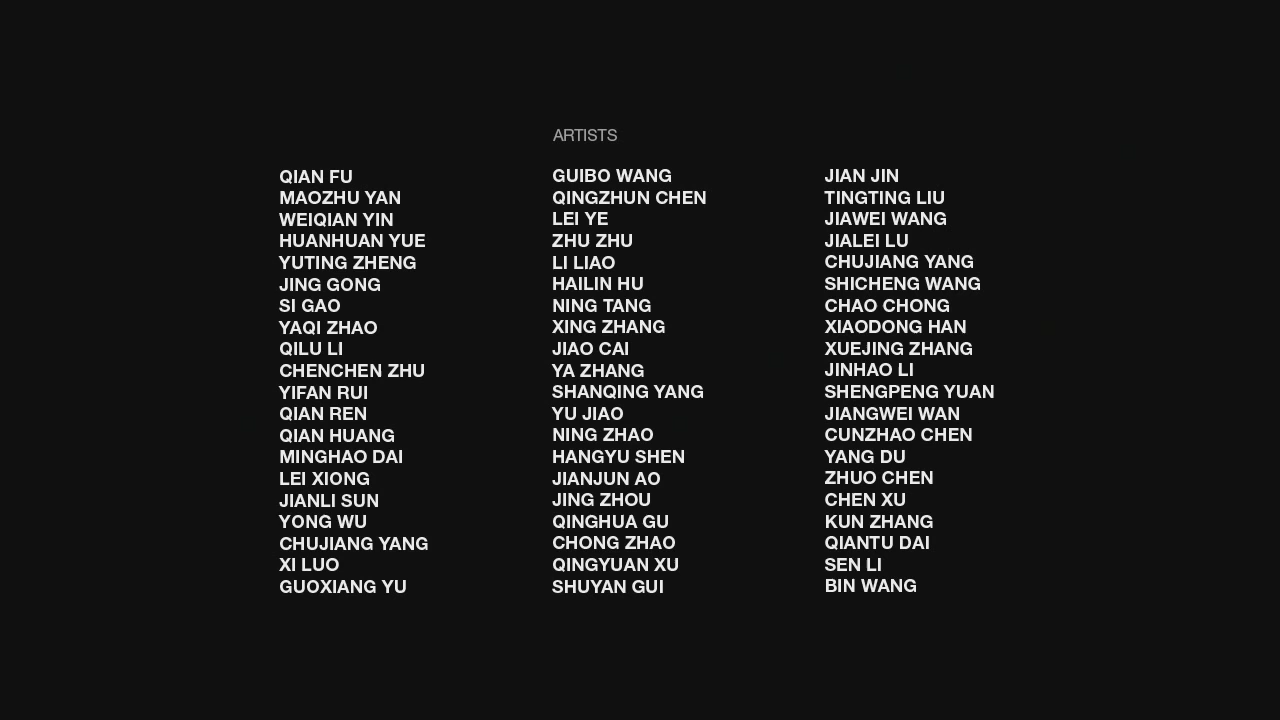 ARTISTS
QIAN FU
MAOZHU YAN
WEIQIAN YIN
HUANHUAN YUE
YUTING ZHENG
JING GONG
SI GAO
YAQI ZHAO
QILU LI
CHENCHEN ZHU
YIFAN RUI
QIAN REN
QIAN HUANG
MINGHAO DAI
LEI XIONG
JIANLI SUN
YONG WU
CHUJIANG YANG
XI LUO
GUOXIANG YU
GUIBO WANG
QINGZHUN CHEN
LEI YE
ZHU ZHU
LI LIAO
HAILIN HU
NING TANG
XING ZHANG
JIAO CAI
YA ZHANG
SHANQING YANG
YU JIAO
NING ZHAO
HANGYU SHEN
JIANJUN AO
JING ZHOU
QINGHUA GU
CHONG ZHAO
QINGYUAN XU
SHUYAN GUI
JIAN JIN
TINGTING LIU
JIAWEI WANG
JIALEI LU
CHUJIANG YANG
SHICHENG WANG
CHAO CHONG
XIAODONG HAN
XUEJING ZHANG
JINHAO LI
SHENGPENG YUAN
JIANGWEI WAN
CUNZHAO CHEN
YANG DU
ZHUO CHEN
CHEN XU
KUN ZHANG
QIANTU DAI
SEN LI
BIN WANG